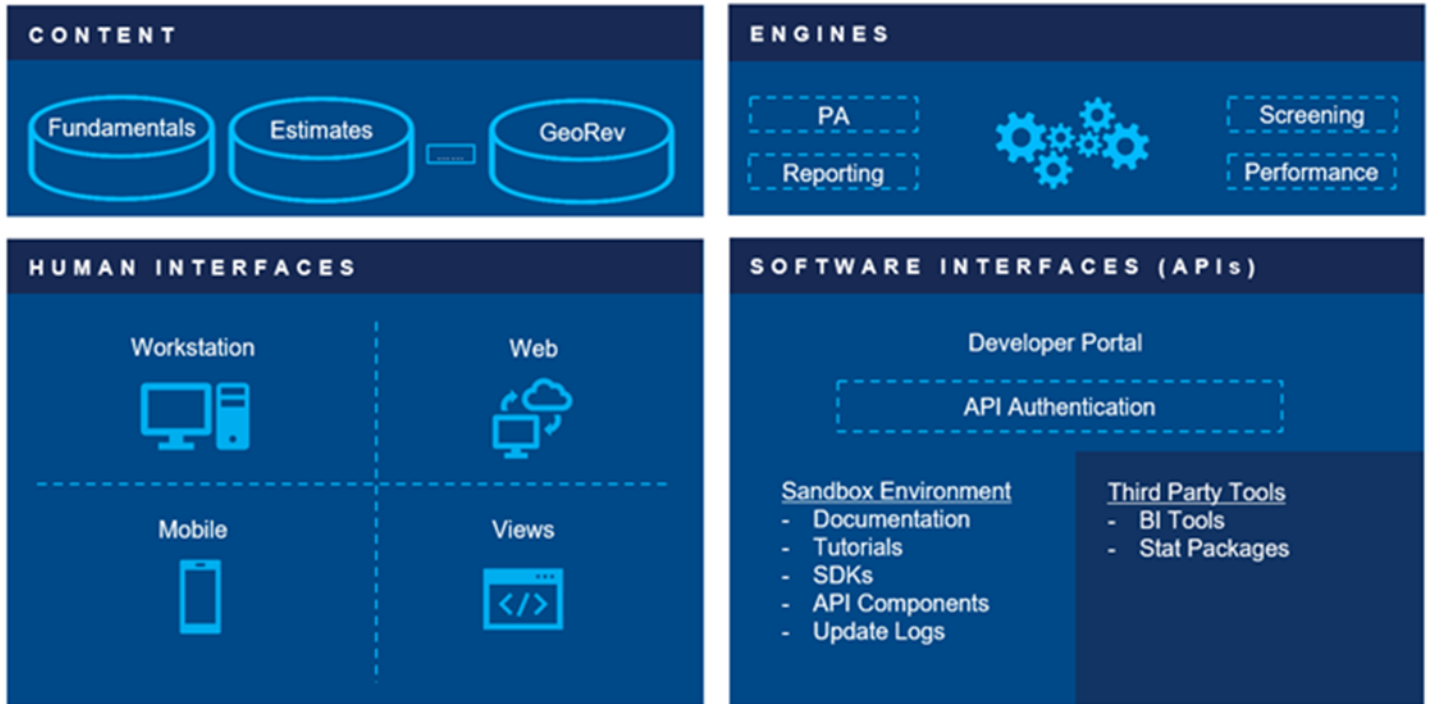 CONTENT
Fundamentals
Estimates
......
GeoRev
ENGINES
PA
Reporting
Screening
Performance
HUMAN INTERFACES
Workstation
Web
Mobile
Views
</>
SOFTWARE INTERFACES (APIs)
Developer Portal
API Authentication
Sandbox Environment
- Documentation
- Tutorials
- SDKs
- API Components
- Update Logs
Third Party Tools
- BI Tools
- Stat Packages